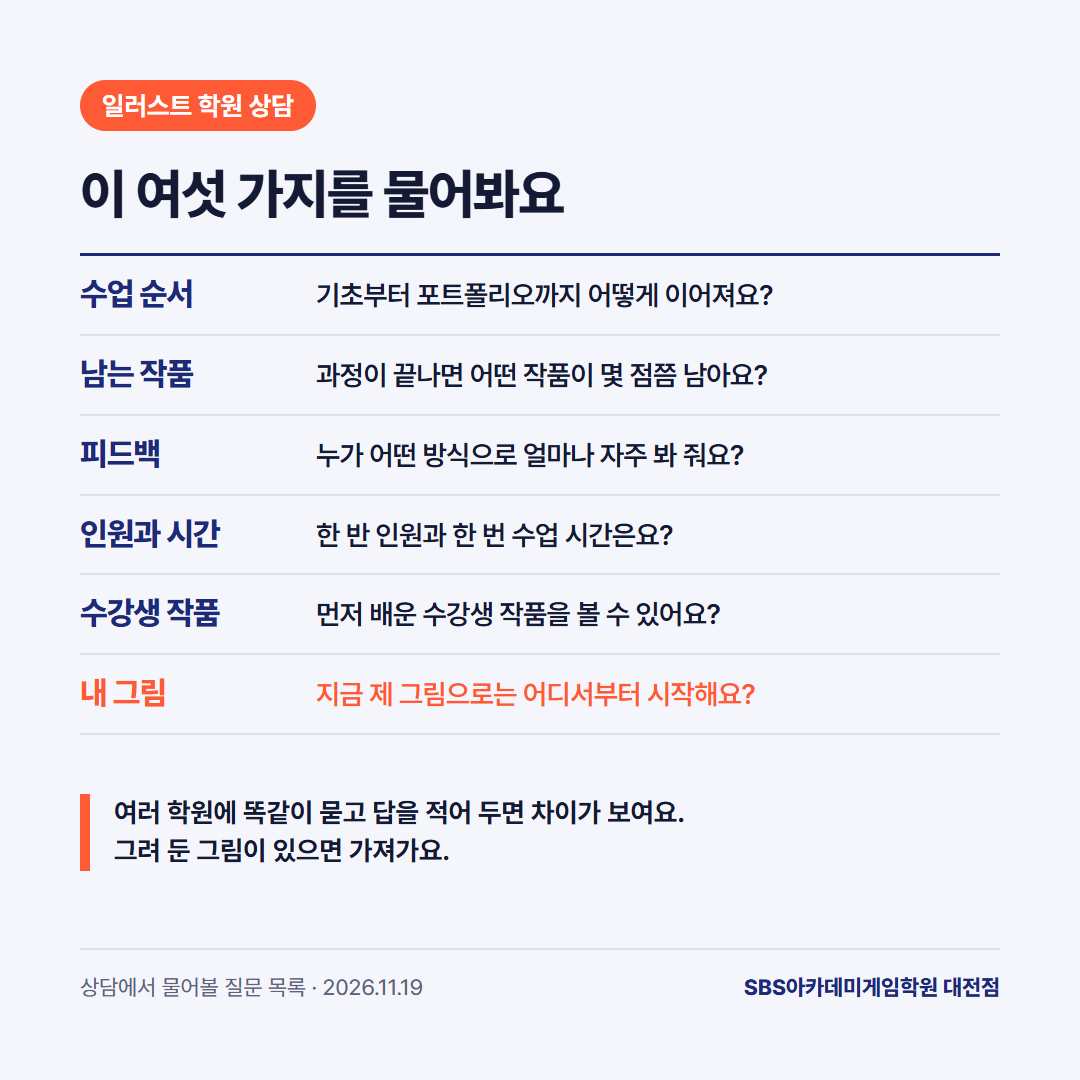 일러스트 학원 상담
이 여섯 가지를 물어봐요
수업 순서 기초부터 포트폴리오까지 어떻게 이어져요?
남는 작품 과정이 끝나면 어떤 작품이 몇 점쯤 남아요?
피드백 누가 어떤 방식으로 얼마나 자주 봐 줘요?
인원과 시간 한 반 인원과 한 번 수업 시간은요?
수강생 작품 먼저 배운 수강생 작품을 볼 수 있어요?
내 그림 지금 제 그림으로는 어디서부터 시작해요?
여러 학원에 똑같이 묻고 답을 적어 두면 차이가 보여요.
그려 둔 그림이 있으면 가져가요.
상담에서 물어볼 질문 목록 · 2026.11.19 SBS아카데미게임학원 대전점